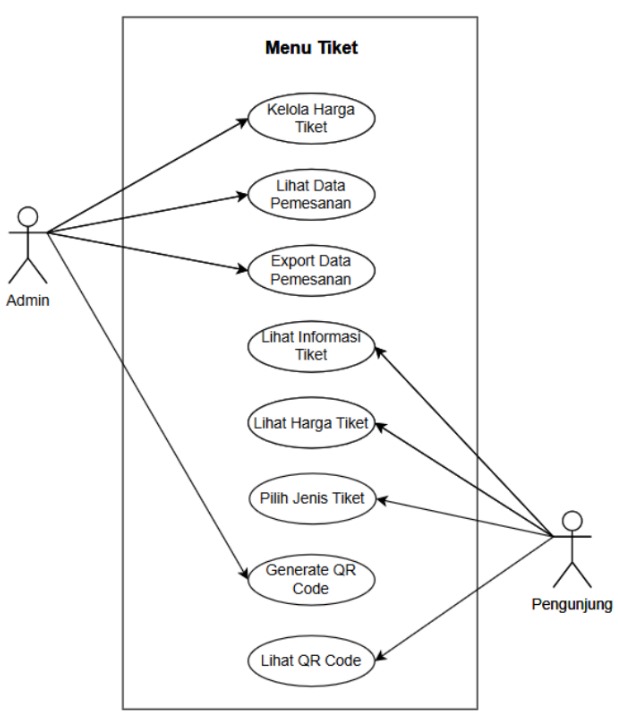 Menu Tiket
Kelola Harga
Tiket
Lihat Data
Pemesanan
Export Data
Pemesanan
Admin
Lihat Informasi
Tiket
Lihat Harga Tiket
Pilih Jenis Tiket
Generate QR
Code
Pengunjung
Lihat QR Code